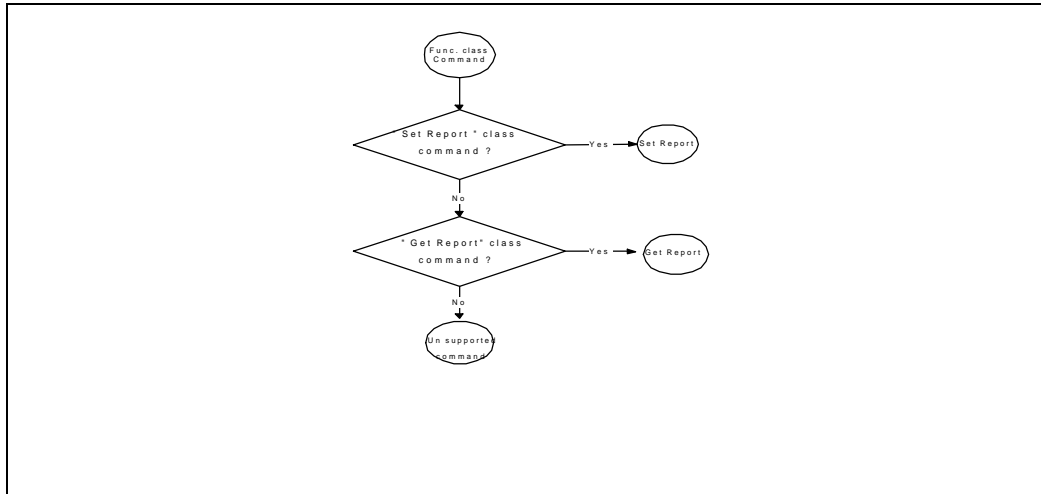 Func. class
Command
" Set Report " class
command ?
Yes
Set Report
No
" Get Report" class
command ?
Yes
Get Report
No
Un supported
command